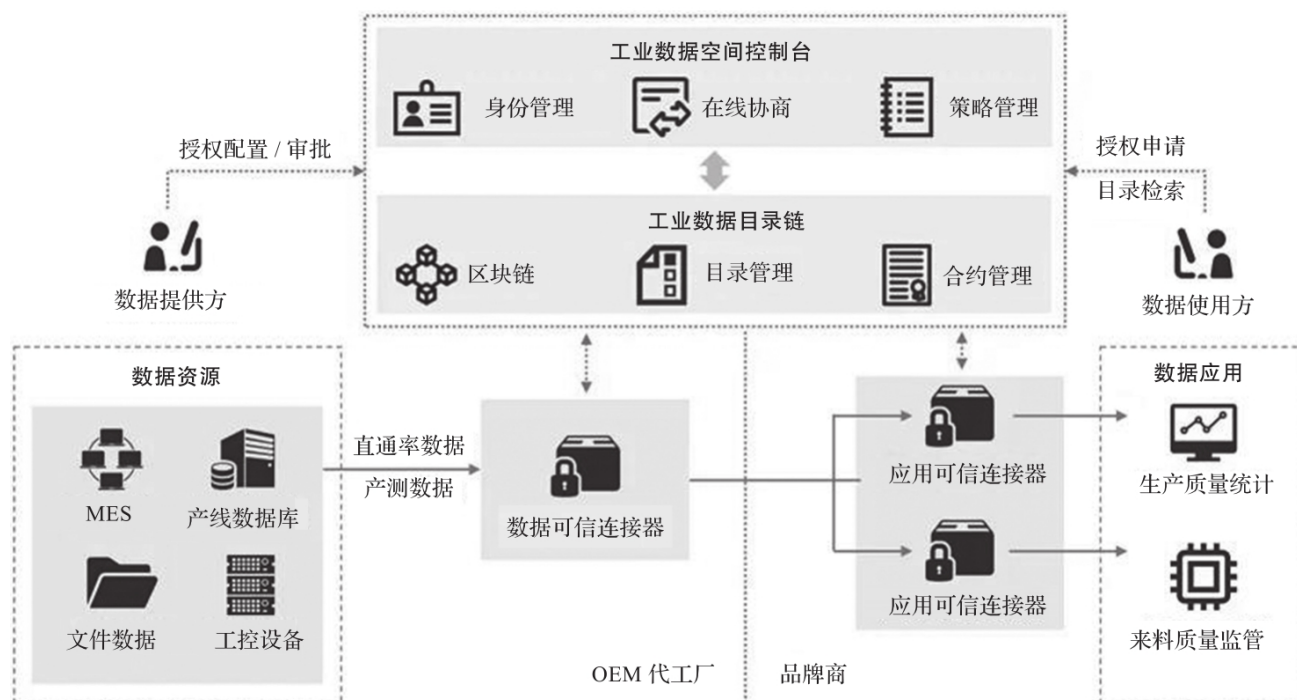 工业数据空间控制台
身份管理
在线协商
策略管理
授权配置 / 审批
授权申请
目录检索
工业数据目录链
区块链
目录管理
合约管理
数据提供方
数据使用方
数据资源
MES
产线数据库
文件数据
工控设备
直通率数据
产测数据
数据可信连接器
应用可信连接器
应用可信连接器
数据应用
生产质量统计
来料质量监管
OEM 代工厂
品牌商